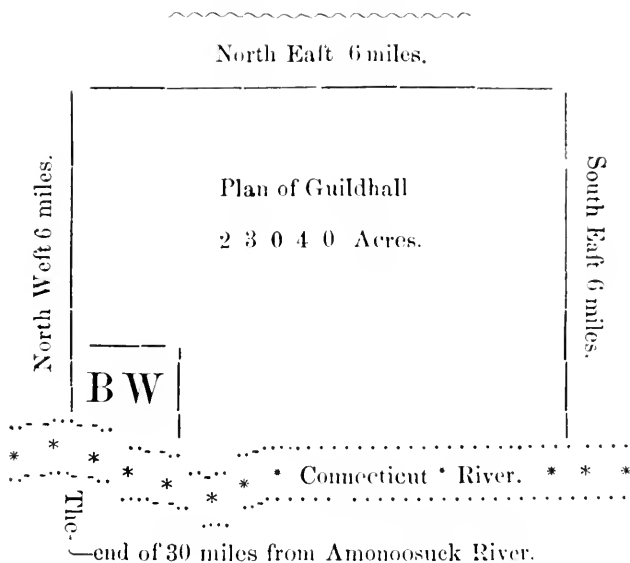 North Eaſt 6 miles.
North Weſt 6 miles.
South Eaſt 6 miles.
Plan of Guildhall
2 3 0 4 0 Acres.
B W
* * * * * * * • Connecticut • River. * * *
The-
—end of 30 miles from Amonoosuck River.